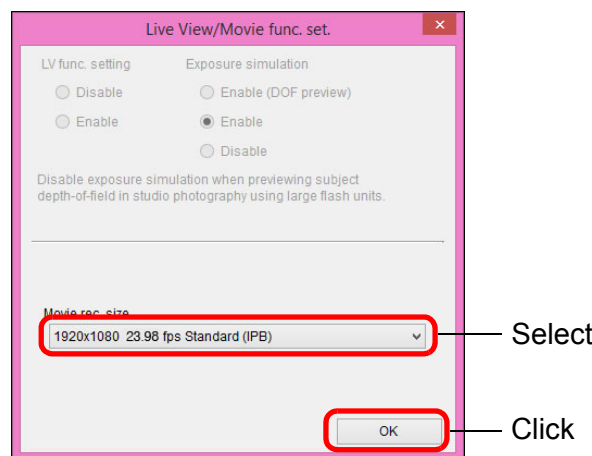 Live View/Movie func. set.
LV func. setting
Exposure simulation
Disable
Enable (DOF preview)
Enable
Enable
Disable
Disable exposure simulation when previewing subject
depth-of-field in studio photography using large flash units.
Movie rec. size
1920x1080 23.98 fps Standard (IPB)
Select
OK
Click